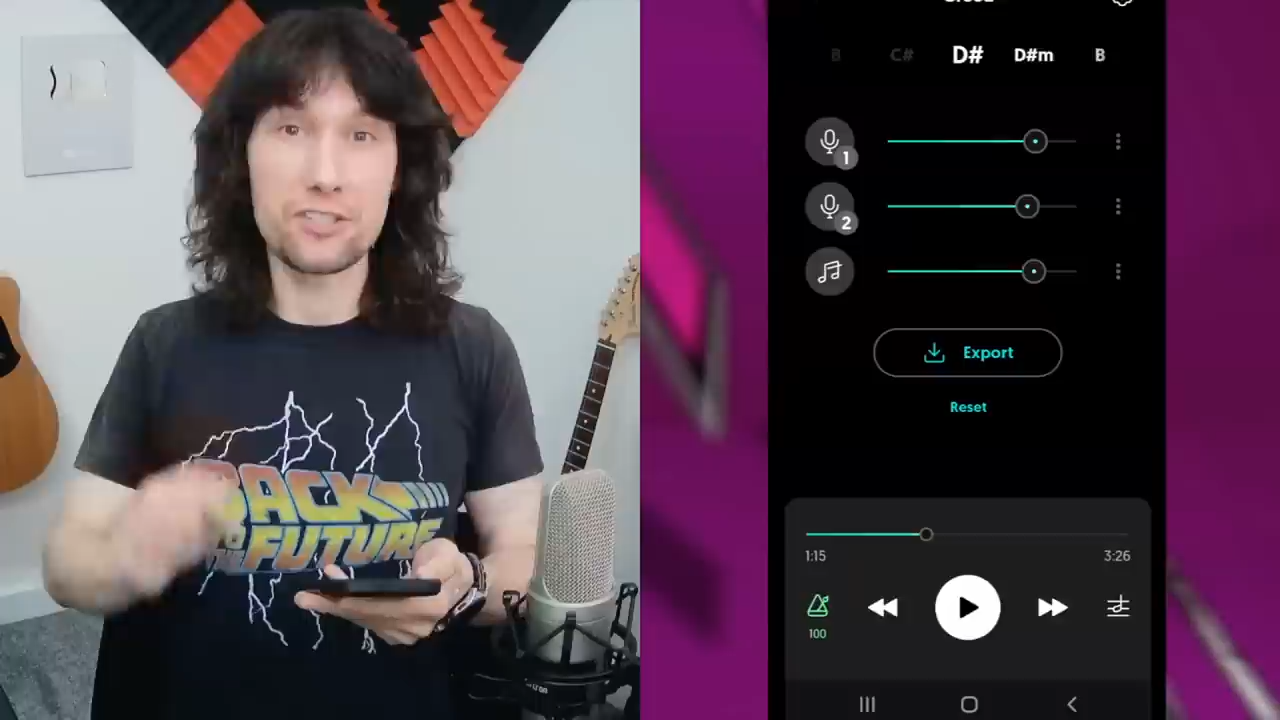 BACK
TO
THE FUTURE
B C# D# D#m B
1
2
Export
Reset
1:15 3:26
100